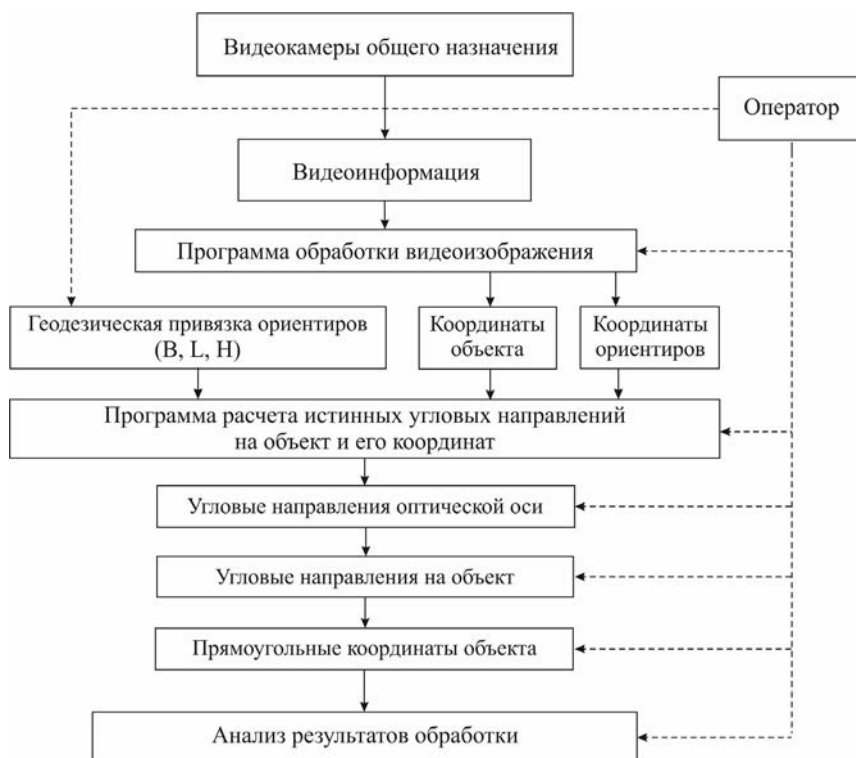 Видеокамеры общего назначения
Оператор
Видеоинформация
Программа обработки видеоизображения
Геодезическая привязка ориентиров
(B, L, H)
Координаты
объекта
Координаты
ориентиров
Программа расчета истинных угловых направлений
на объект и его координат
Угловые направления оптической оси
Угловые направления на объект
Прямоугольные координаты объекта
Анализ результатов обработки